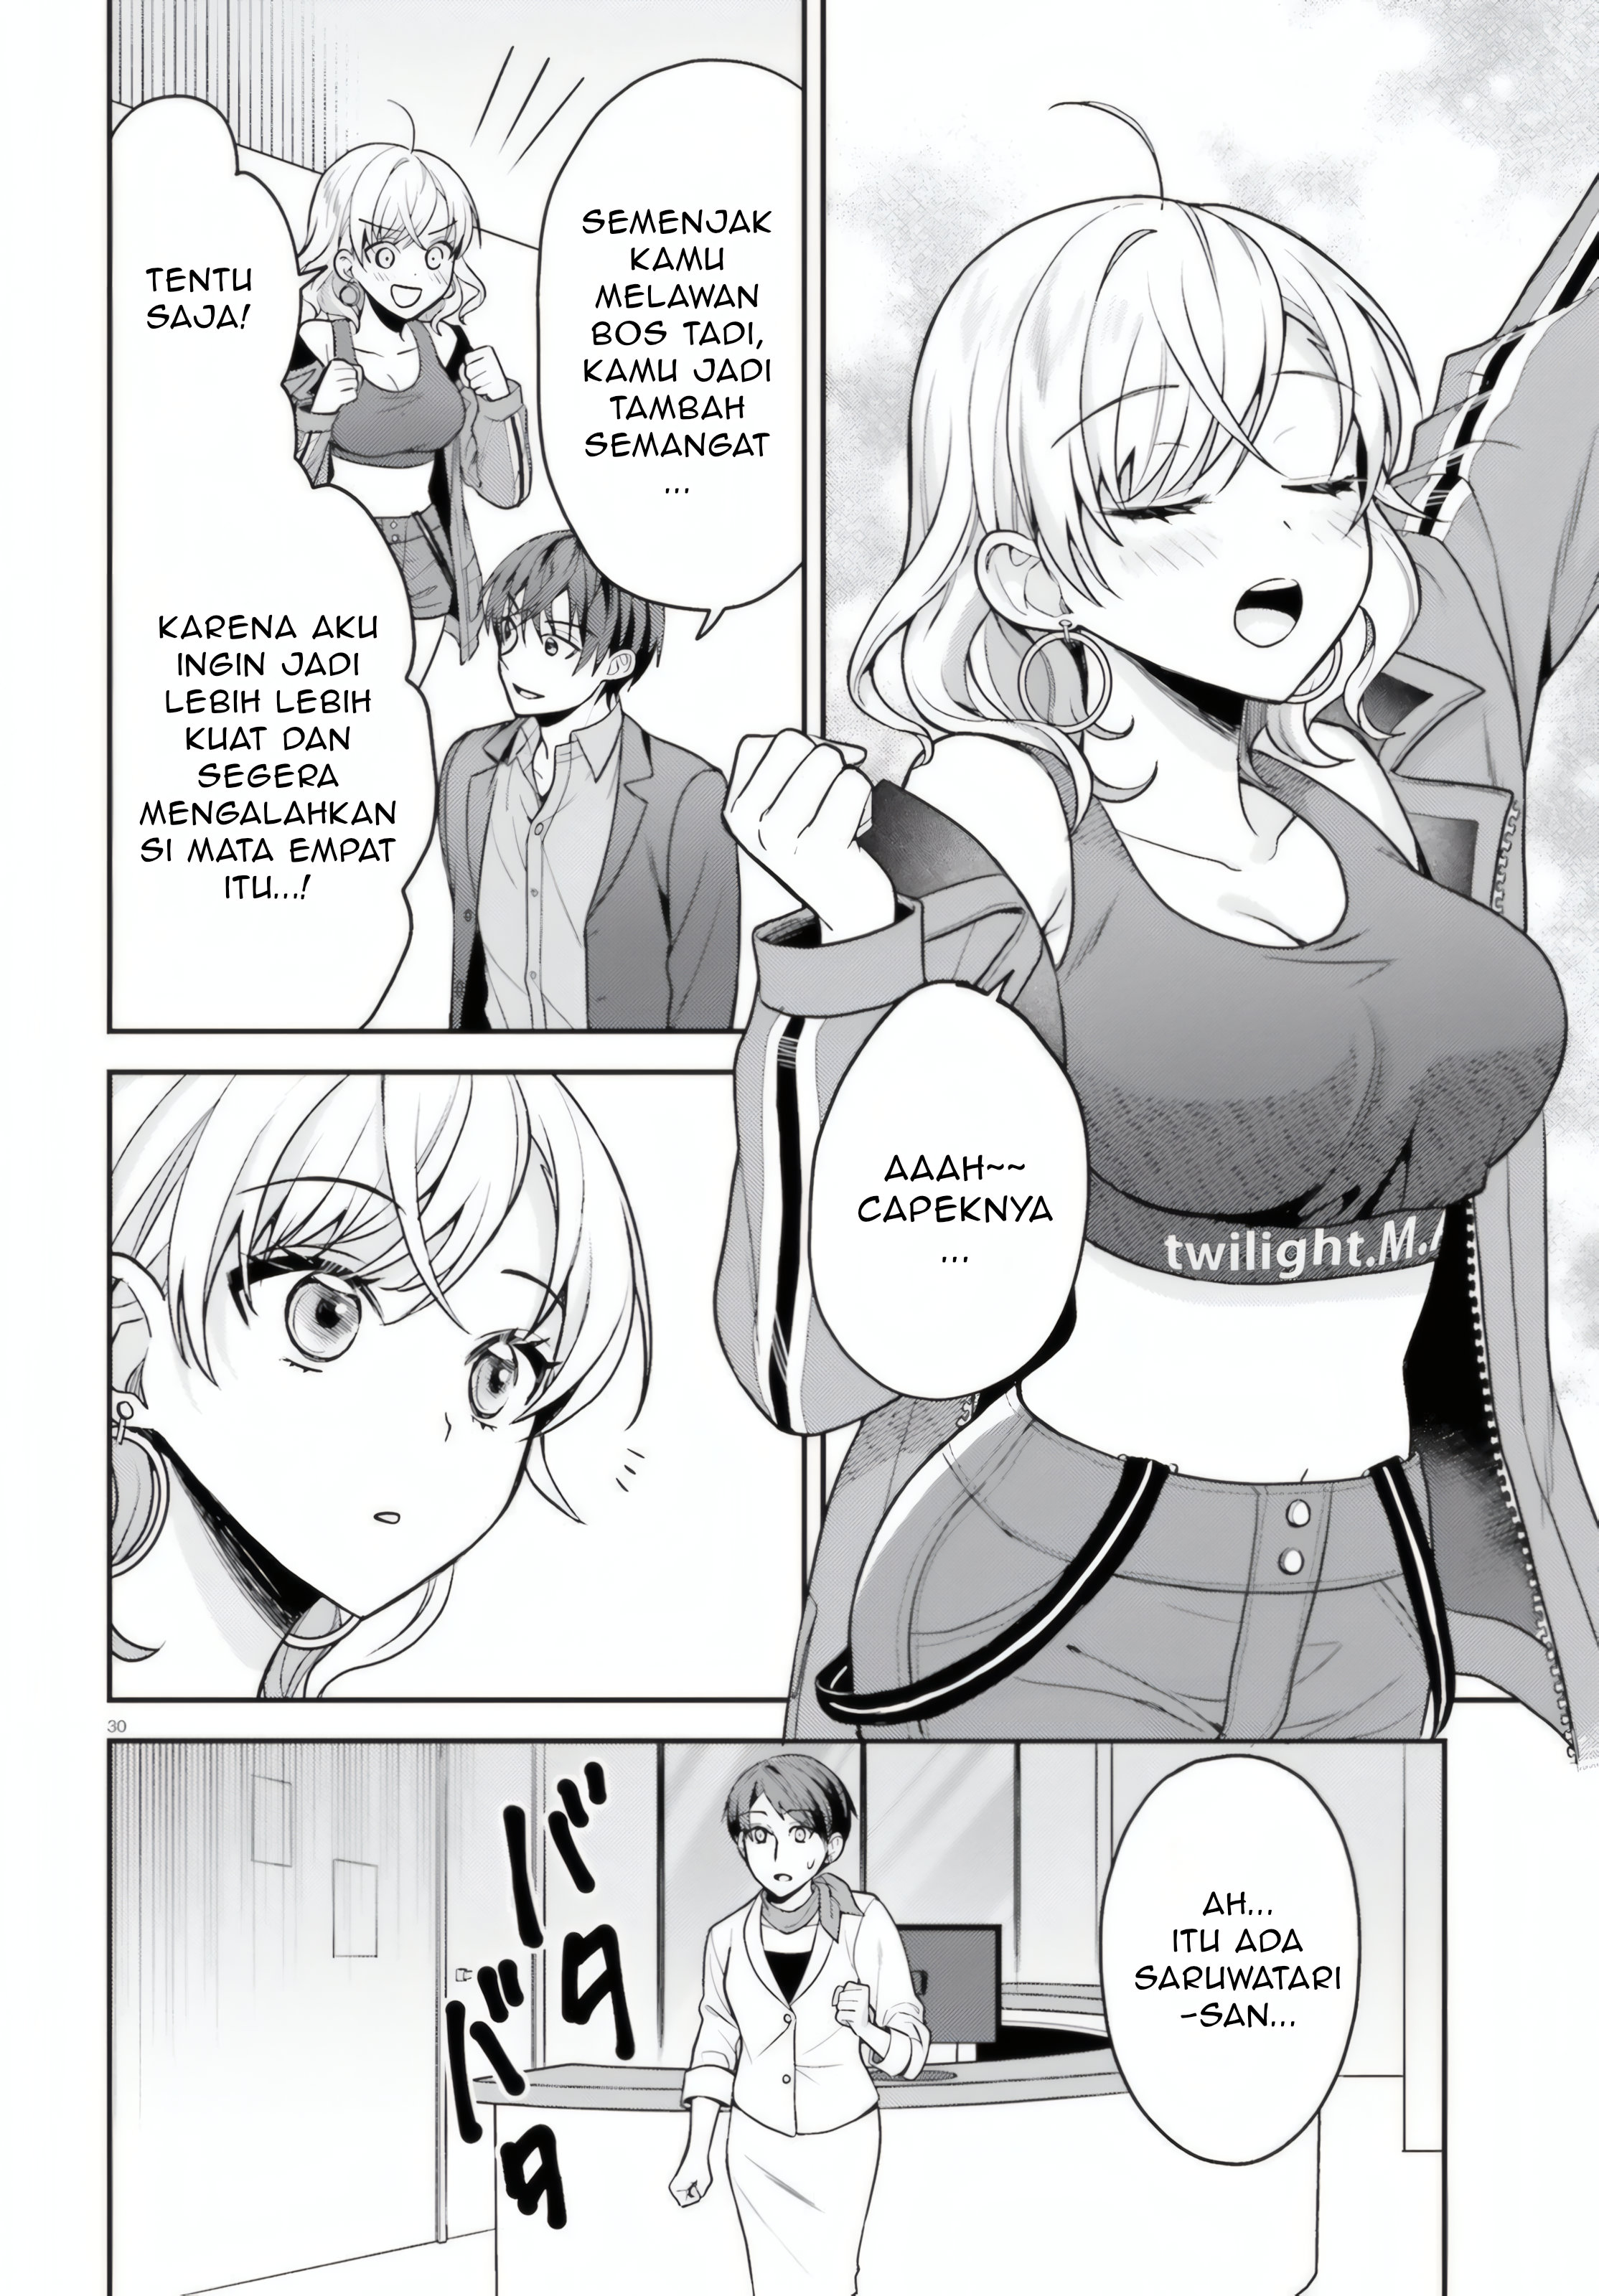 AAAH~~
CAPEKNYA
...
twilight.M.A
SEMENJAK
KAMU
MELAWAN
BOS TADI,
KAMU JADI
TAMBAH
SEMANGAT
...
TENTU
SAJA!
KARENA AKU
INGIN JADI
LEBIH LEBIH
KUAT DAN
SEGERA
MENGALAHKAN
SI MATA EMPAT
ITU...!
30
AH...
ITU ADA
SARUWATARI
-SAN...
バタ
バタ